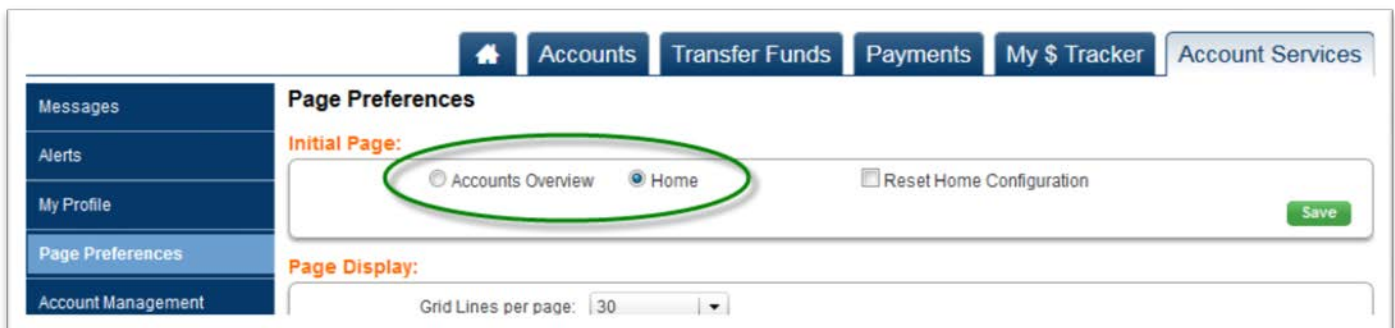 Accounts Transfer Funds Payments My $ Tracker Account Services
Messages
Alerts
My Profile
Page Preferences
Account Management
Page Preferences
Initial Page:
Accounts Overview Home Reset Home Configuration
Save
Page Display:
Grid Lines per page: 30